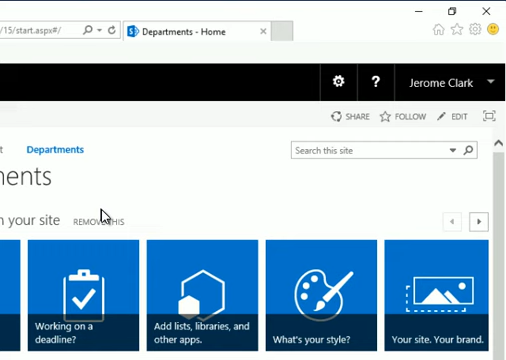 /15/start.aspx#/
Departments - Home
?
Jerome Clark
SHARE
FOLLOW
EDIT
Departments
Search this site
ments
n your site
REMOVE THIS
Working on a
deadline?
Add lists, libraries, and
other apps.
What's your style?
Your site. Your brand.